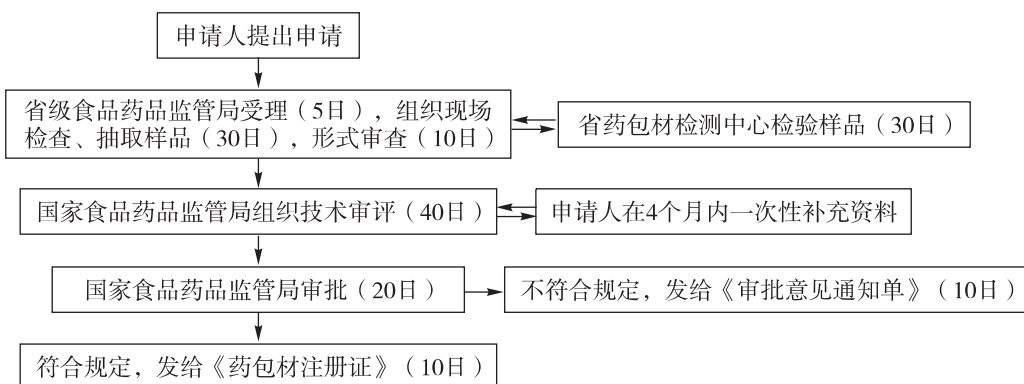 申请人提出申请
省级食品药品监管局受理（5日），组织现场
检查、抽取样品（30日），形式审查（10日）
省药包材检测中心检验样品（30日）
国家食品药品监管局组织技术审评（40日）
申请人在4个月内一次性补充资料
国家食品药品监管局审批（20日）
不符合规定，发给《审批意见通知单》（10日）
符合规定，发给《药包材注册证》（10日）